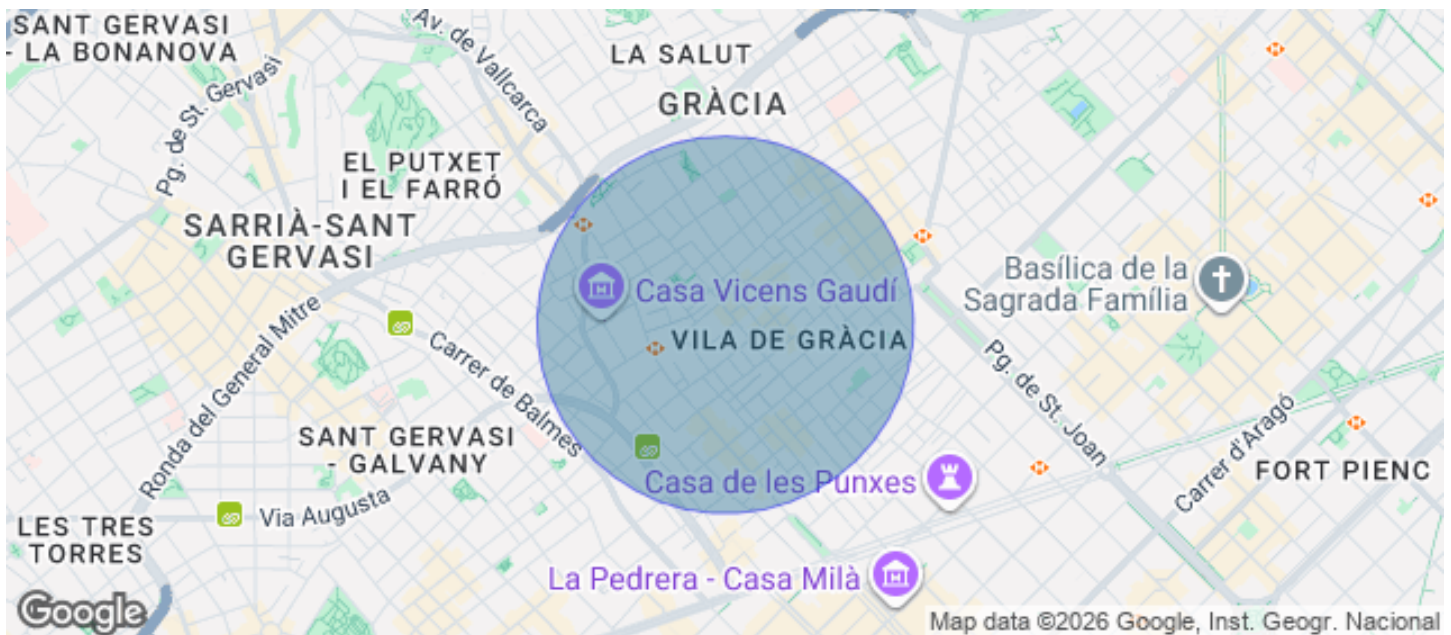 SANT GERVASI
- LA BONANOVA
Av. de Vallcarca
LA SALUT
GRÀCIA
Pg. de St. Gervasi
EL PUTXET
I EL FARRÓ
SARRIÀ-SANT
GERVASI
Casa Vicens Gaudí
Basílica de la
Sagrada Família
VILA DE GRÀCIA
Ronda del General Mitre
Carrer de Balmes
Pg. de St. Joan
Carrer d'Aragó
SANT GERVASI
- GALVANY
Casa de les Punxes
FORT PIENC
Via Augusta
LES TRES
TORRES
La Pedrera - Casa Milà
Google
Map data ©2026 Google, Inst. Geogr. Nacional